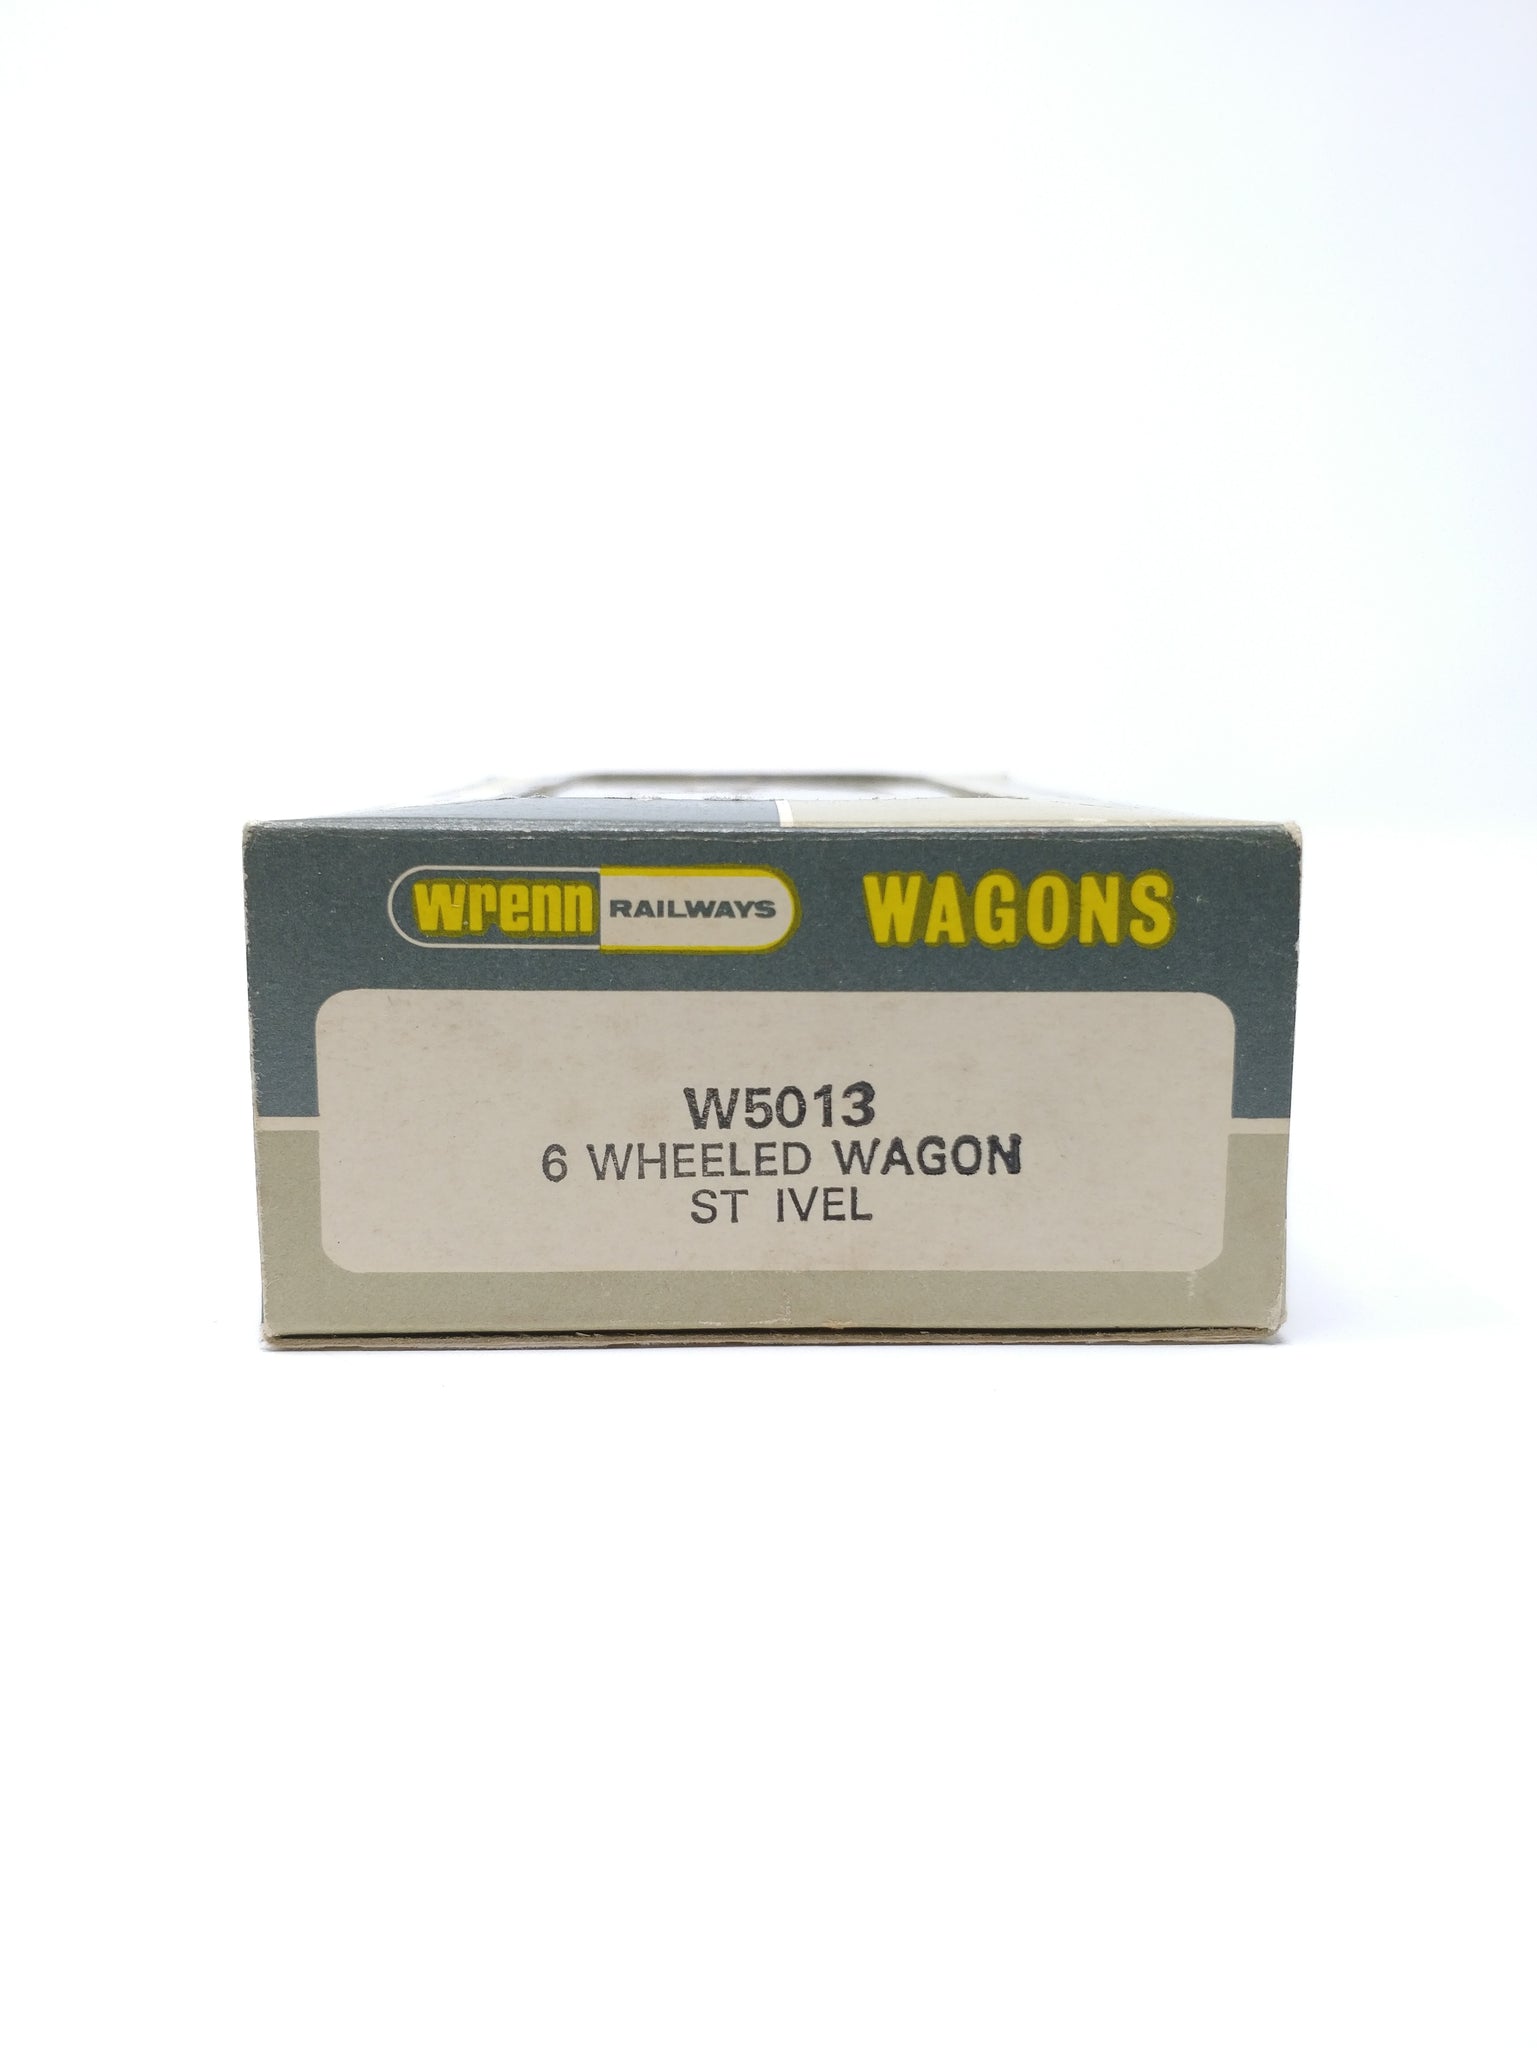 wrenn RAILWAYS WAGONS
W5013
6 WHEELED WAGON
ST IVEL